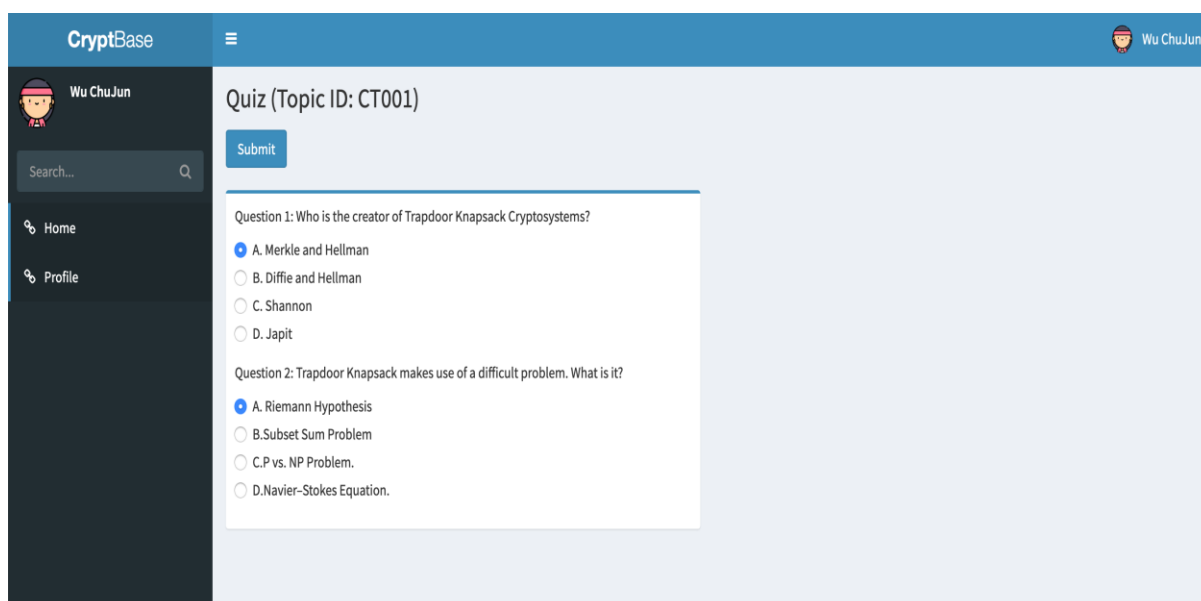 CryptBase
Wu ChuJun
Wu ChuJun
Search...
Home
Profile
Quiz (Topic ID: CT001)
Submit
Question 1: Who is the creator of Trapdoor Knapsack Cryptosystems?
A. Merkle and Hellman
B. Diffie and Hellman
C. Shannon
D. Japit
Question 2: Trapdoor Knapsack makes use of a difficult problem. What is it?
A. Riemann Hypothesis
B.Subset Sum Problem
C.P vs. NP Problem.
D.Navier–Stokes Equation.